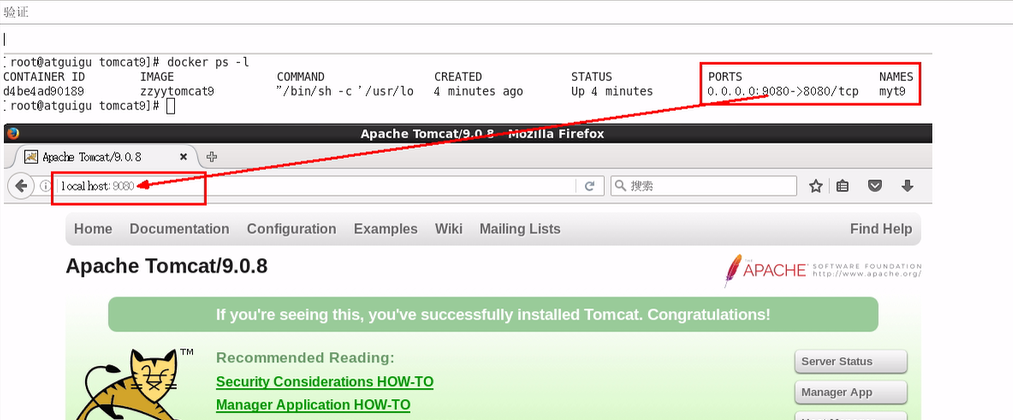 验证
[root@atguigu tomcat9]# docker ps -l
CONTAINER ID IMAGE COMMAND CREATED STATUS PORTS NAMES
d4be4ad90189 zzyytomcat9 "/bin/sh -c '/usr/lo 4 minutes ago Up 4 minutes 0.0.0.0:9080->8080/tcp myt9
[root@atguigu tomcat9]#
Apache Tomcat/9.0.8 - Mozilla Firefox
Apache Tomcat/9.0.8
localhost:9080 搜索
Home Documentation Configuration Examples Wiki Mailing Lists Find Help
Apache Tomcat/9.0.8
THE APACHE SOFTWARE FOUNDATION
http://www.apache.org/
If you're seeing this, you've successfully installed Tomcat. Congratulations!
TM
Recommended Reading:
Security Considerations HOW-TO
Manager Application HOW-TO
Server Status
Manager App